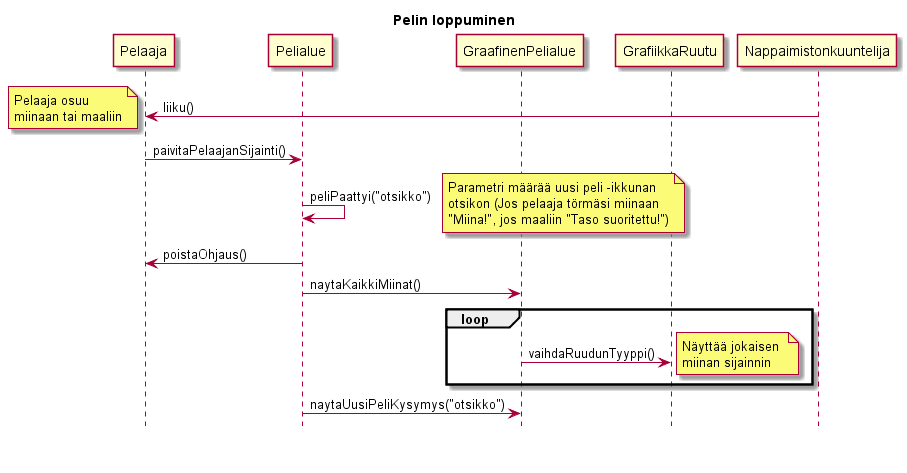 Pelin loppuminen
Pelaaja
Pelialue
GraafinenPelialue
GrafiikkaRuutu
Nappaimistonkuuntelija
Pelaaja osuu
miinaan tai maaliin
liiku()
paivitaPelaajanSijainti()
peliPaattyi("otsikko")
Parametri määrää uusi peli -ikkunan
otsikon (Jos pelaaja törmäsi miinaan
"Miina!", jos maaliin "Taso suoritettu!")
poistaOhjaus()
naytaKaikkiMiinat()
loop
vaihdaRuudunTyyppi()
Näyttää jokaisen
miinan sijainnin
naytaUusiPeliKysymys("otsikko")